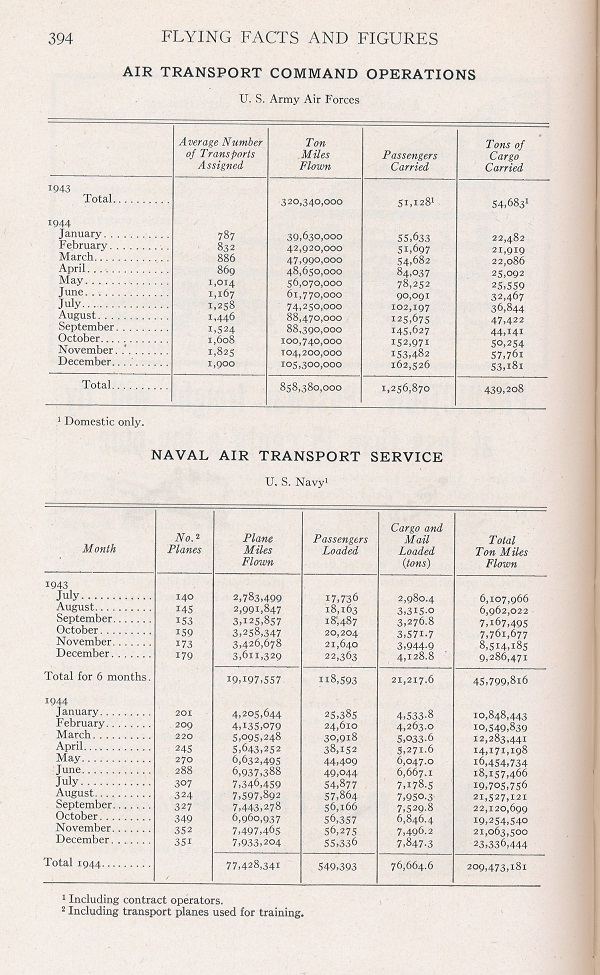 394 FLYING FACTS AND FIGURES
AIR TRANSPORT COMMAND OPERATIONS
U. S. Army Air Forces
Average Number of Transports Assigned Ton Miles Flown Passengers Carried Tons of Cargo Carried
1943
Total.......... 320,340,000 51,128¹ 54,683¹
1944
January........... 787 39,630,000 55,633 22,482
February.......... 832 42,920,000 51,697 21,919
March............ 886 47,990,000 54,682 22,086
April............. 869 48,650,000 84,037 25,092
May.............. 1,014 56,070,000 78,252 25,559
June.............. 1,167 61,770,000 90,091 32,467
July.............. 1,258 74,250,000 102,197 36,844
August............ 1,446 88,470,000 125,675 47,422
September........ 1,524 88,390,000 145,627 44,141
October........... 1,608 100,740,000 152,971 50,254
November......... 1,825 104,200,000 153,482 57,761
December......... 1,900 105,300,000 162,526 53,181
Total.......... 858,380,000 1,256,870 439,208
¹ Domestic only.
NAVAL AIR TRANSPORT SERVICE
U. S. Navy¹
Month No.² Planes Plane Miles Flown Passengers Loaded Cargo and Mail Loaded (tons) Total Ton Miles Flown
1943
July............ 140 2,783,499 17,736 2,980.4 6,107,966
August.......... 145 2,991,847 18,163 3,315.0 6,962,022
September....... 153 3,125,857 18,487 3,276.8 7,167,495
October......... 159 3,258,347 20,204 3,571.7 7,761,677
November....... 173 3,426,678 21,640 3,944.9 8,514,185
December....... 179 3,611,329 22,363 4,128.8 9,286,471
Total for 6 months. 19,197,557 118,593 21,217.6 45,799,816
1944
January......... 201 4,205,644 25,385 4,533.8 10,848,443
February........ 209 4,135,079 24,610 4,263.0 10,549,839
March.......... 220 5,095,248 30,918 5,033.6 12,283,441
April........... 245 5,643,252 38,152 5,271.6 14,171,198
May............ 270 6,632,495 44,409 6,047.0 16,454,734
June............ 288 6,937,388 49,044 6,667.1 18,157,466
July............ 307 7,346,459 54,877 7,178.5 19,705,756
August.......... 324 7,597,892 57,864 7,950.3 21,527,121
September....... 327 7,443,278 56,166 7,529.8 22,120,699
October......... 349 6,960,937 56,357 6,846.4 19,254,540
November....... 352 7,497,465 56,275 7,496.2 21,063,500
December....... 351 7,933,204 55,336 7,847.3 23,336,444
Total 1944........ 77,428,341 549,393 76,664.6 209,473,181
¹ Including contract operators.
² Including transport planes used for training.